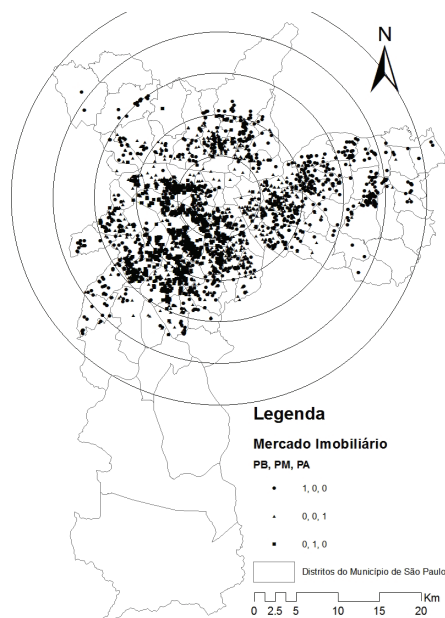 N
Legenda
Mercado Imobiliário
PB, PM, PA
1, 0, 0
0, 0, 1
0, 1, 0
Distritos do Município de São Paulo
Km
0 2.5 5 10 15 20